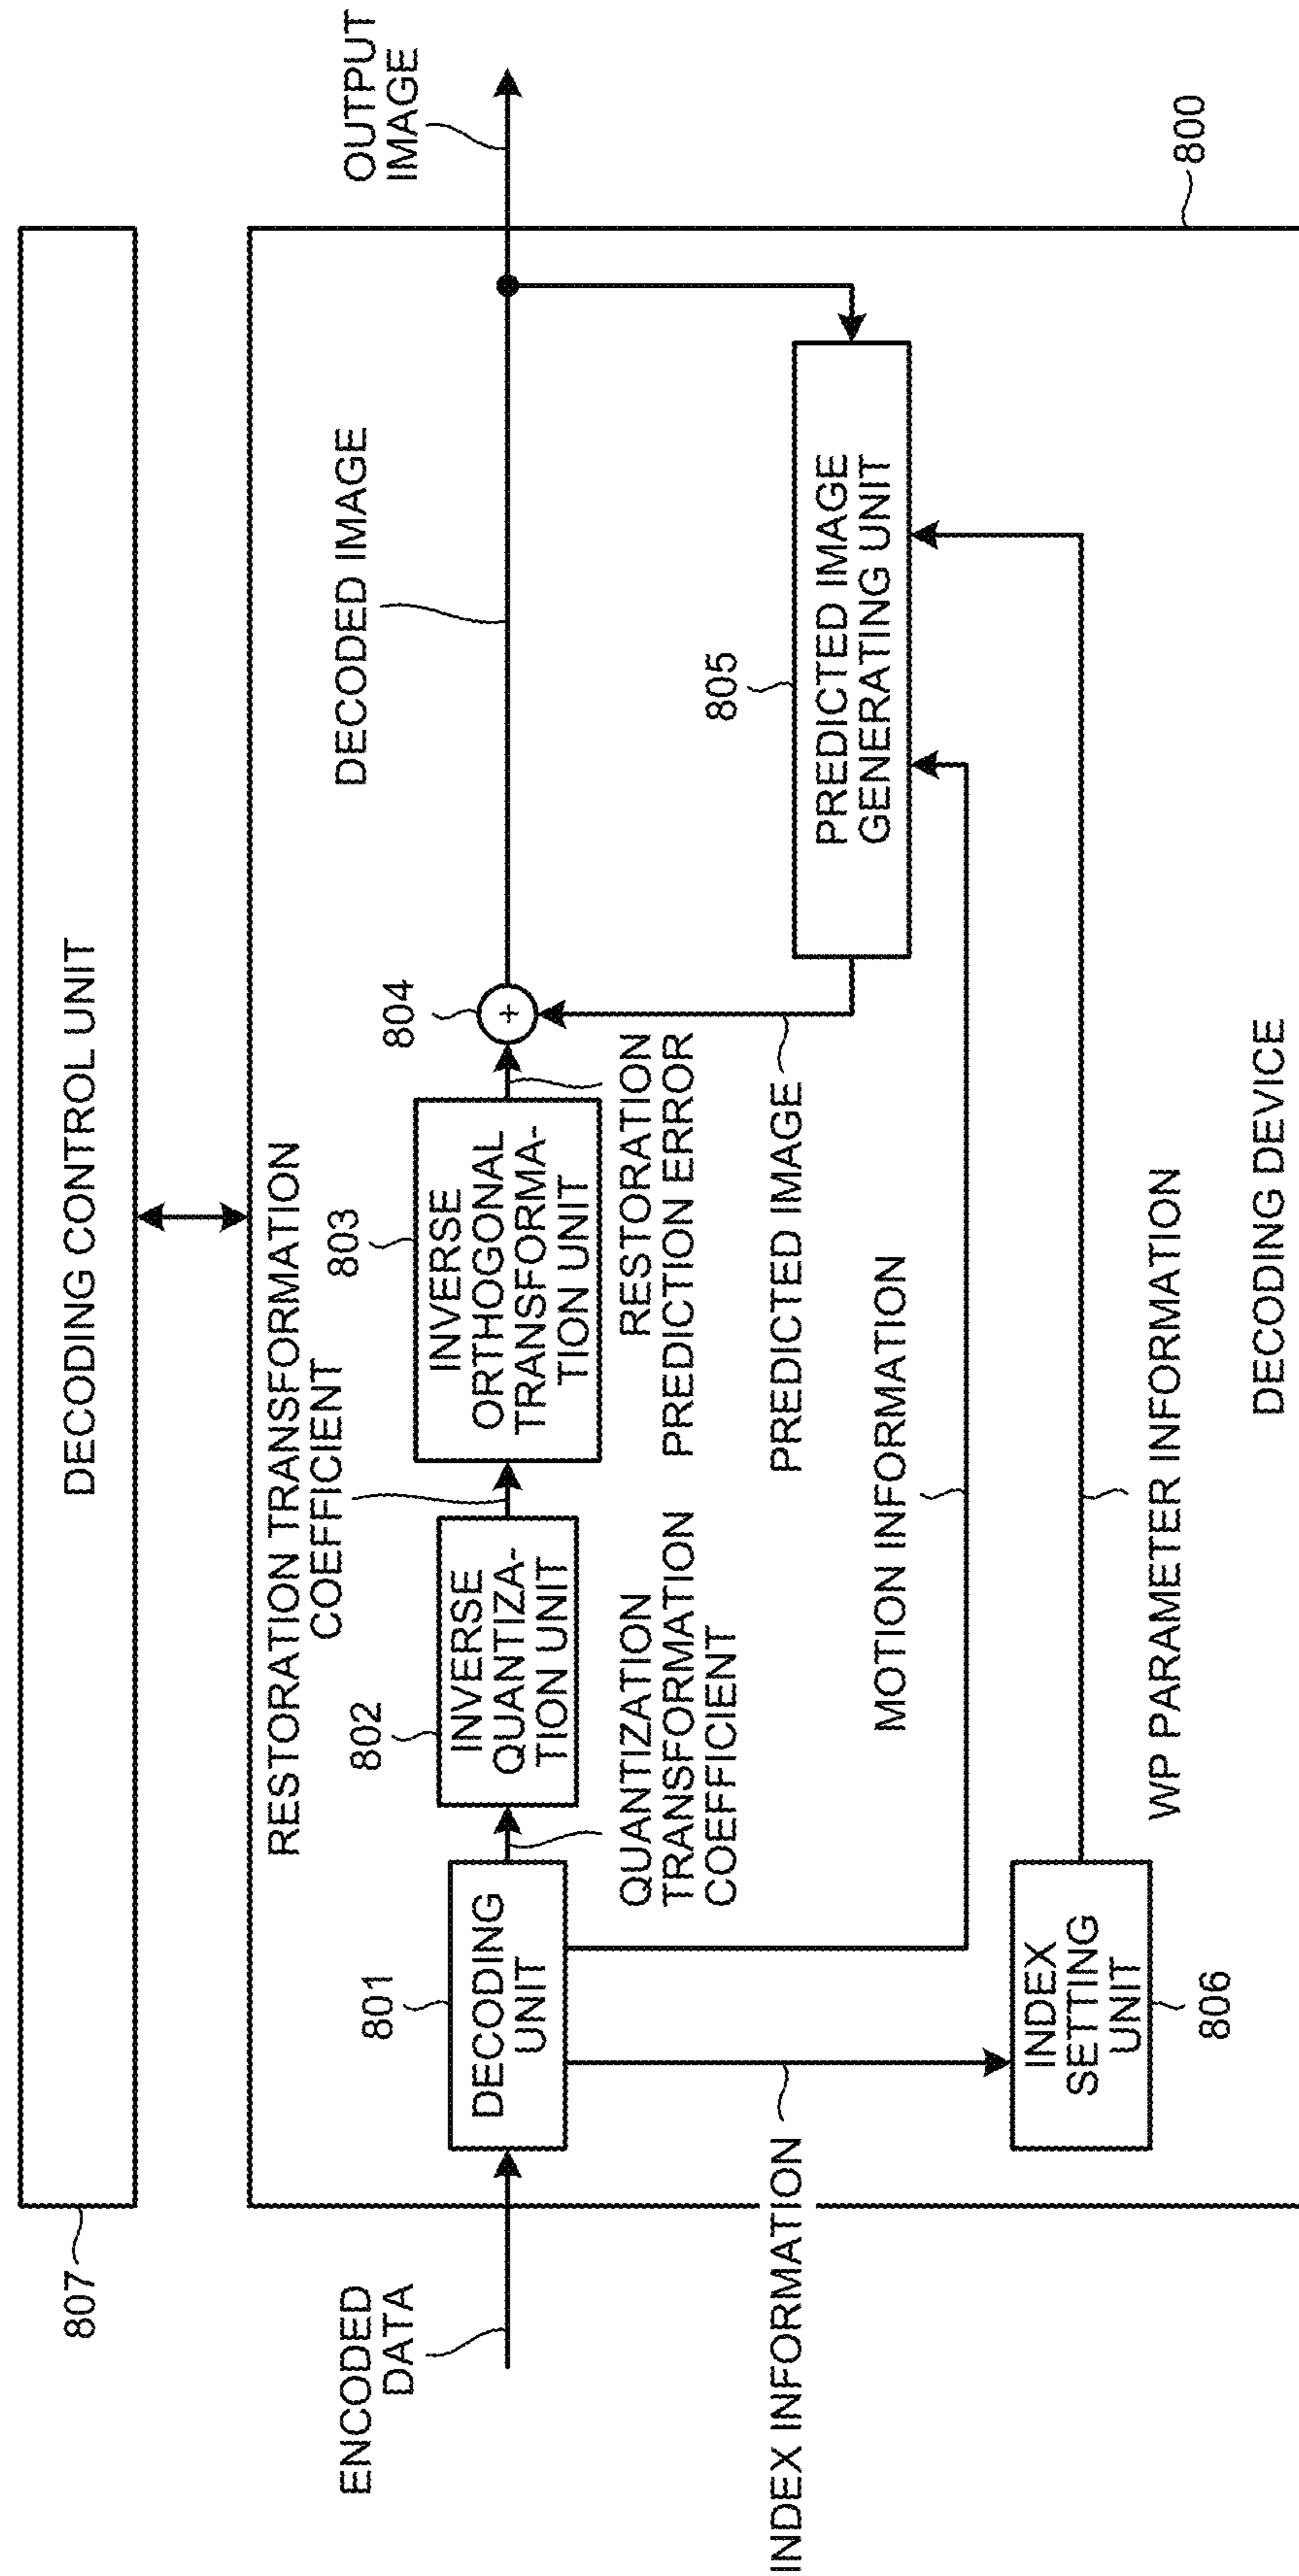 807
DECODING CONTROL UNIT
ENCODED
DATA
RESTORATION TRANSFORMATION
COEFFICIENT
DECODED IMAGE
OUTPUT
IMAGE
801
DECODING
UNIT
802
INVERSE
QUANTIZA-
TION UNIT
803
INVERSE
ORTHOGONAL
TRANSFORMA-
TION UNIT
804
+
QUANTIZATION
TRANSFORMATION
COEFFICIENT
RESTORATION
PREDICTION ERROR
805
PREDICTED IMAGE
GENERATING UNIT
INDEX INFORMATION
PREDICTED IMAGE
MOTION INFORMATION
INDEX
SETTING
UNIT
806
WP PARAMETER INFORMATION
DECODING DEVICE
800